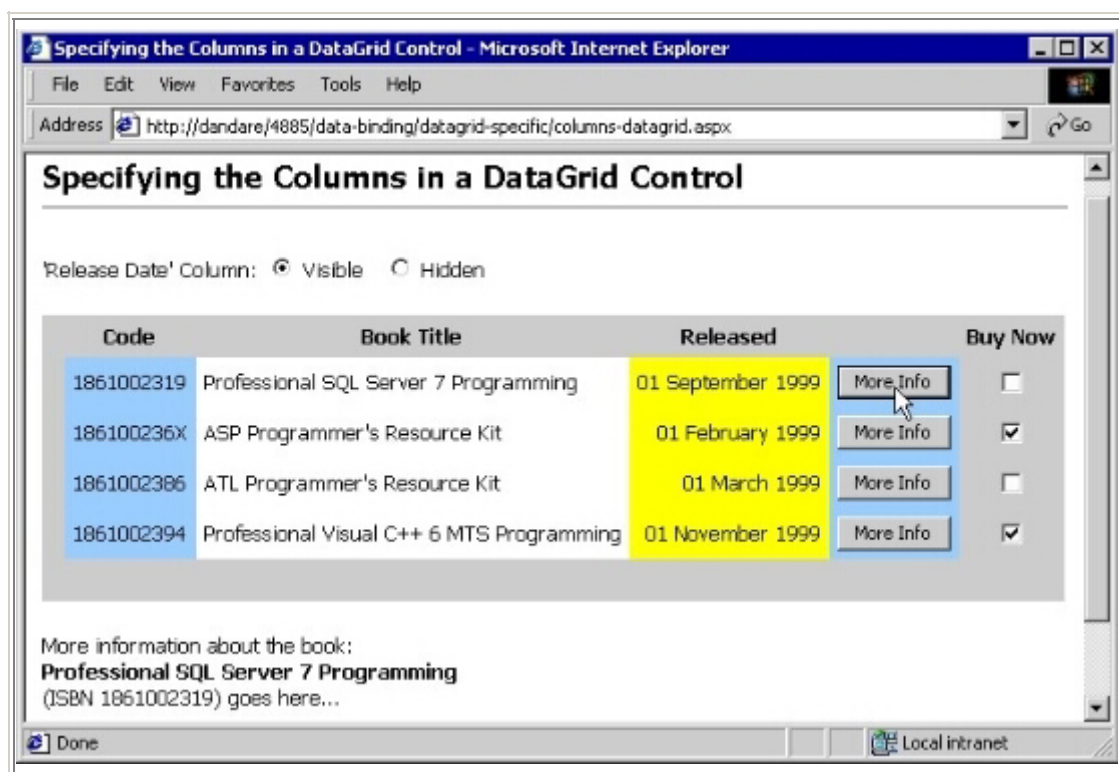 Specifying the Columns in a DataGrid Control - Microsoft Internet Explorer
File Edit View Favorites Tools Help
Address http://dandare/4885/data-binding/datagrid-specific/columns-datagrid.aspx Go
Specifying the Columns in a DataGrid Control
'Release Date' Column: Visible Hidden
Code Book Title Released Buy Now
1861002319 Professional SQL Server 7 Programming 01 September 1999 More Info
186100236X ASP Programmer's Resource Kit 01 February 1999 More Info
1861002386 ATL Programmer's Resource Kit 01 March 1999 More Info
1861002394 Professional Visual C++ 6 MTS Programming 01 November 1999 More Info
More information about the book:
Professional SQL Server 7 Programming
(ISBN 1861002319) goes here...
Done Local intranet